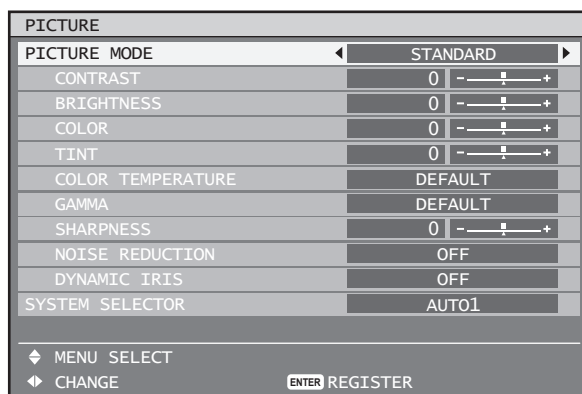 PICTURE
PICTURE MODE STANDARD
CONTRAST 0 - +
BRIGHTNESS 0 - +
COLOR 0 - +
TINT 0 - +
COLOR TEMPERATURE DEFAULT
GAMMA DEFAULT
SHARPNESS 0 - +
NOISE REDUCTION OFF
DYNAMIC IRIS OFF
SYSTEM SELECTOR AUTO1
MENU SELECT
CHANGE ENTER REGISTER